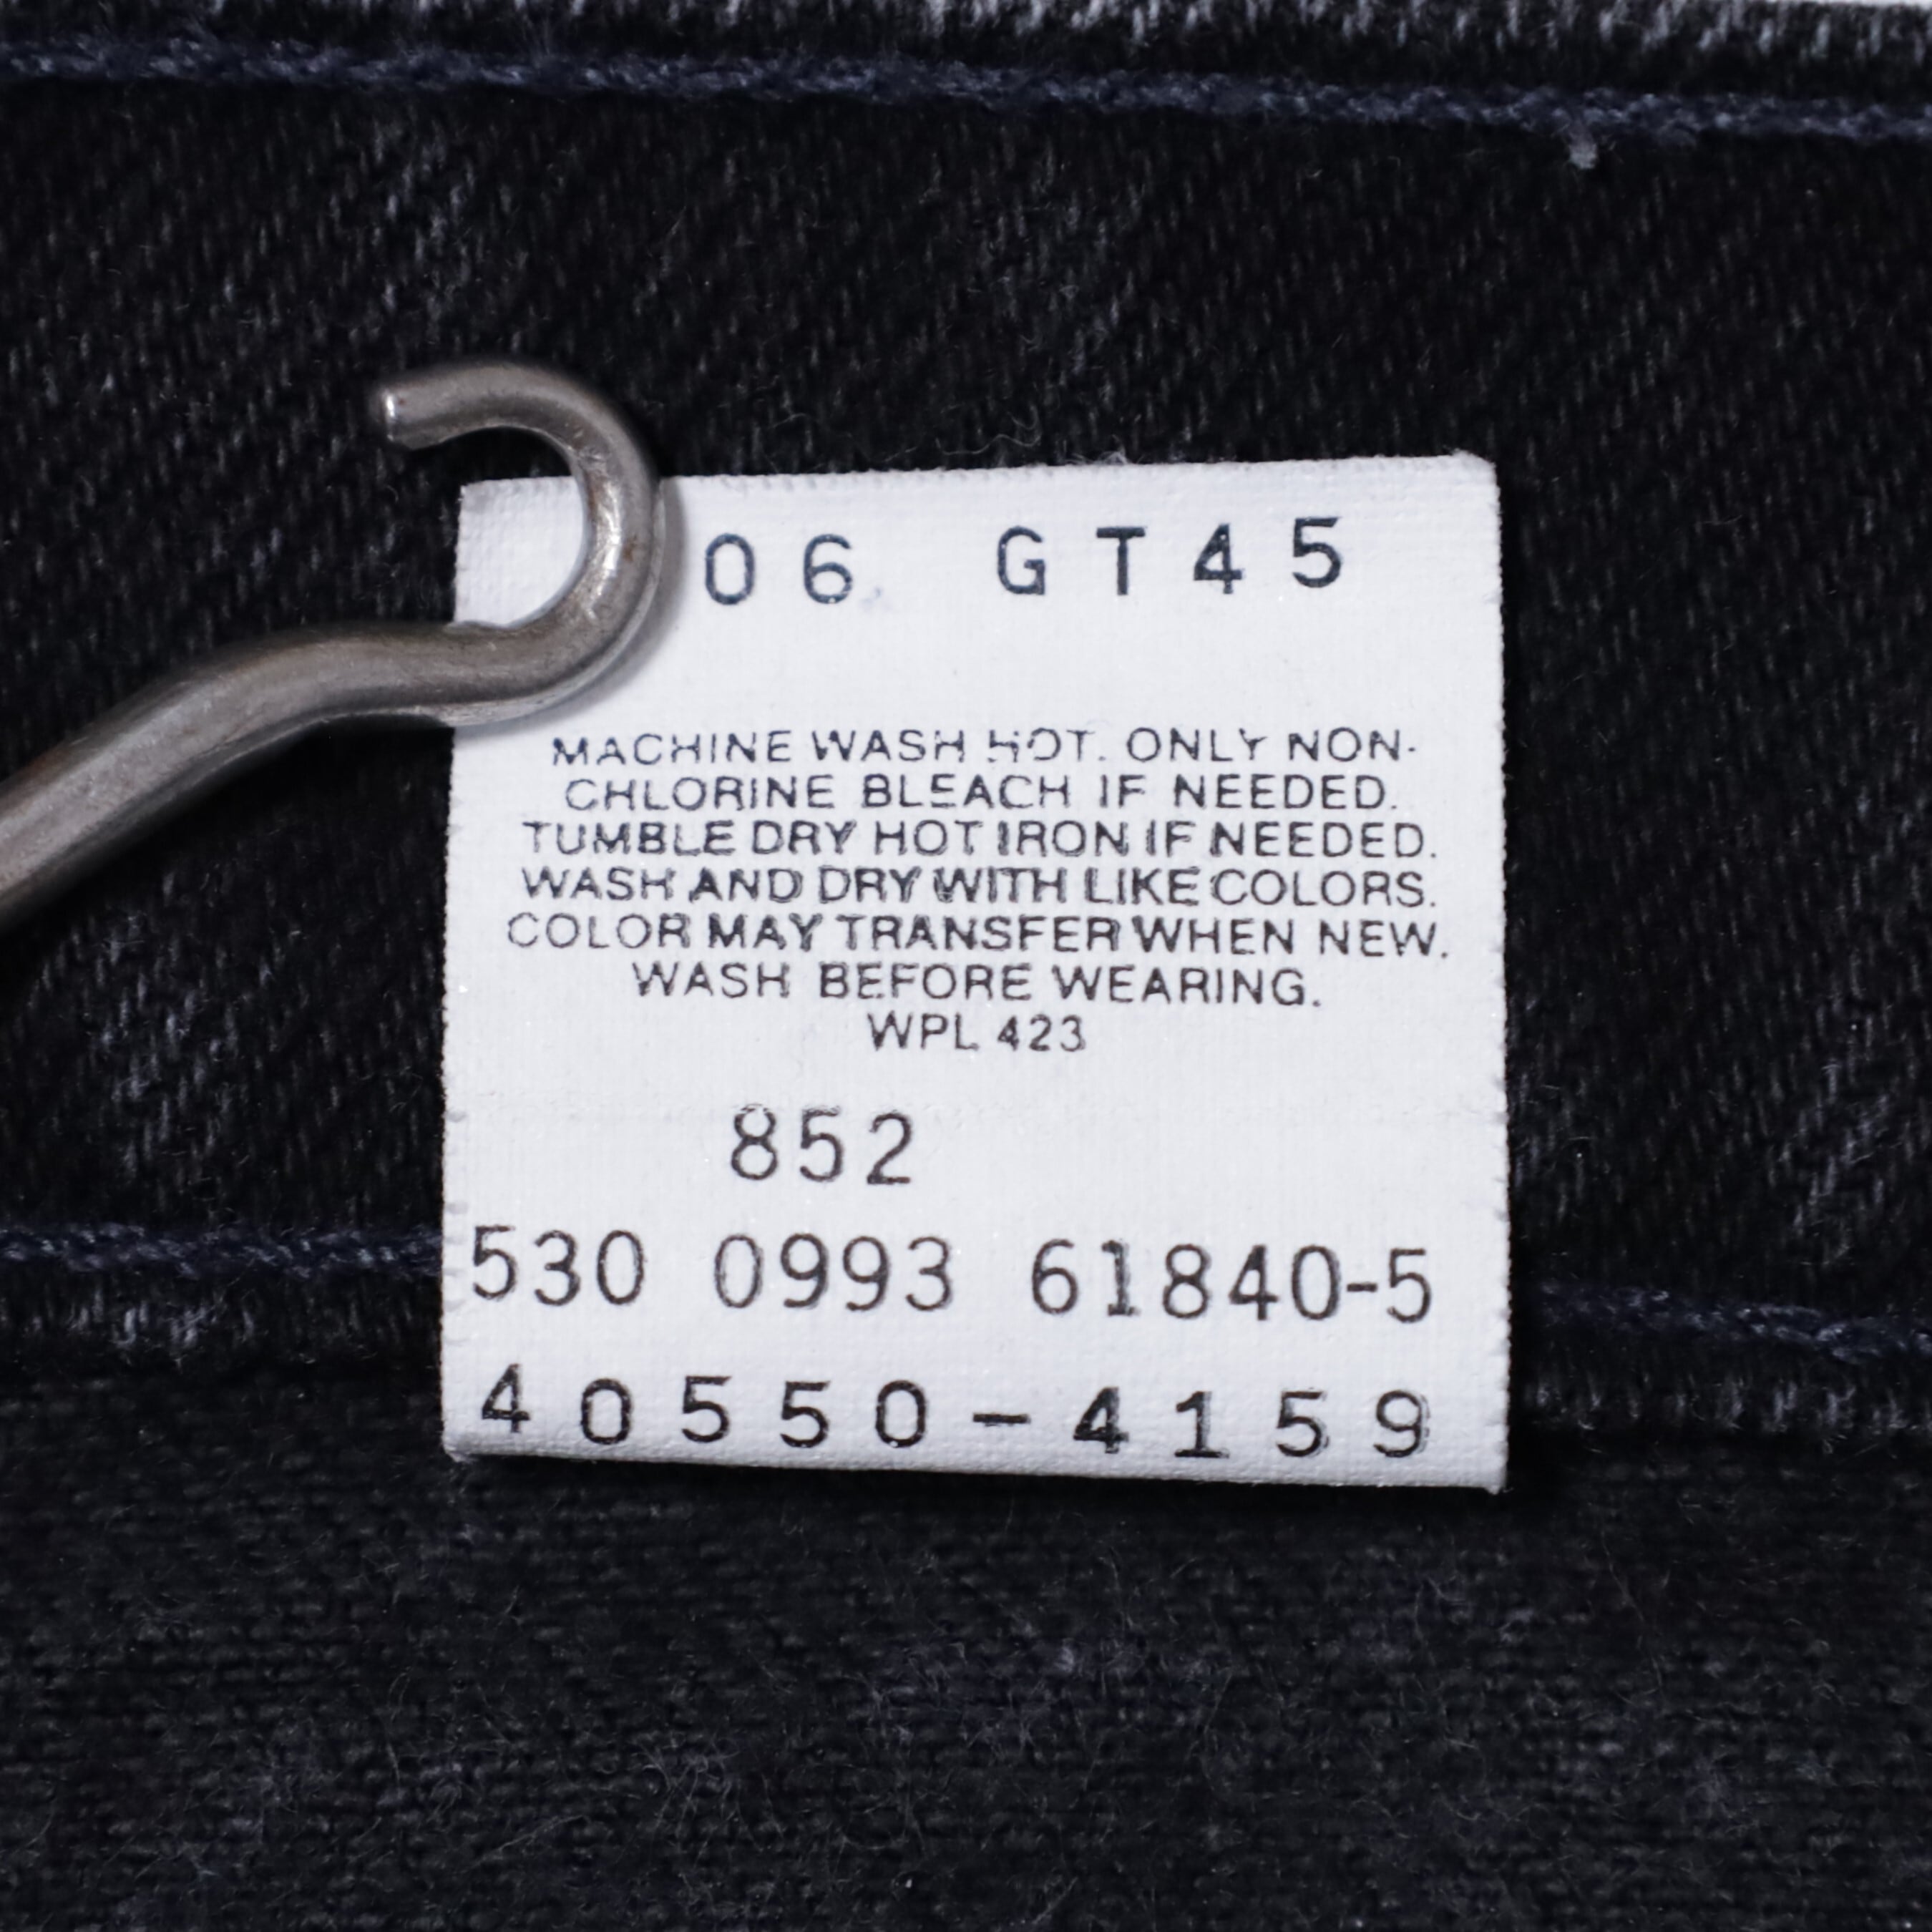 06 GT45
MACHINE WASH HOT. ONLY NON-
CHLORINE BLEACH IF NEEDED.
TUMBLE DRY HOT IRON IF NEEDED.
WASH AND DRY WITH LIKE COLORS.
COLOR MAY TRANSFER WHEN NEW.
WASH BEFORE WEARING.
WPL 423
852
530 0993 61840-5
40550-4159